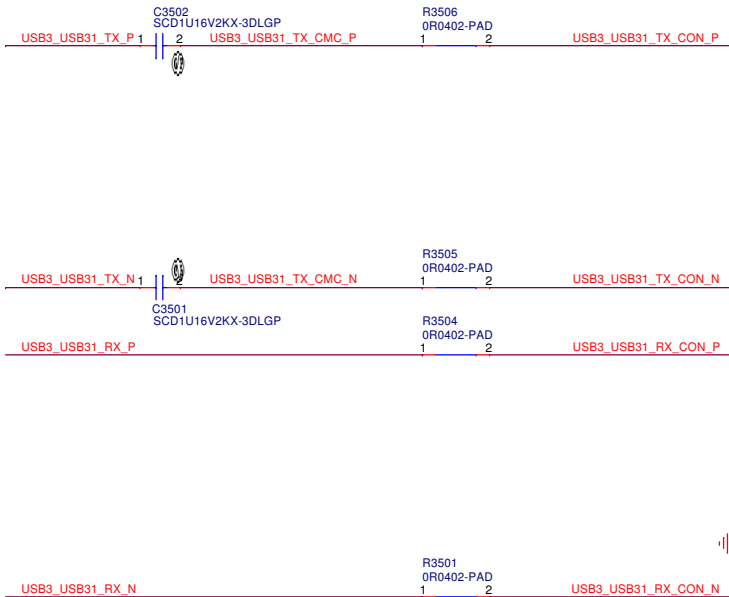 C3502
SCD1U16V2KX-3DLGP
R3506
0R0402-PAD
USB3_USB31_TX_P 1 2 USB3_USB31_TX_CMC_P 1 2 USB3_USB31_TX_CON_P
R3505
0R0402-PAD
USB3_USB31_TX_N 1 2 USB3_USB31_TX_CMC_N 1 2 USB3_USB31_TX_CON_N
C3501
SCD1U16V2KX-3DLGP
R3504
0R0402-PAD
USB3_USB31_RX_P 1 2 USB3_USB31_RX_CON_P
R3501
0R0402-PAD
USB3_USB31_RX_N 1 2 USB3_USB31_RX_CON_N